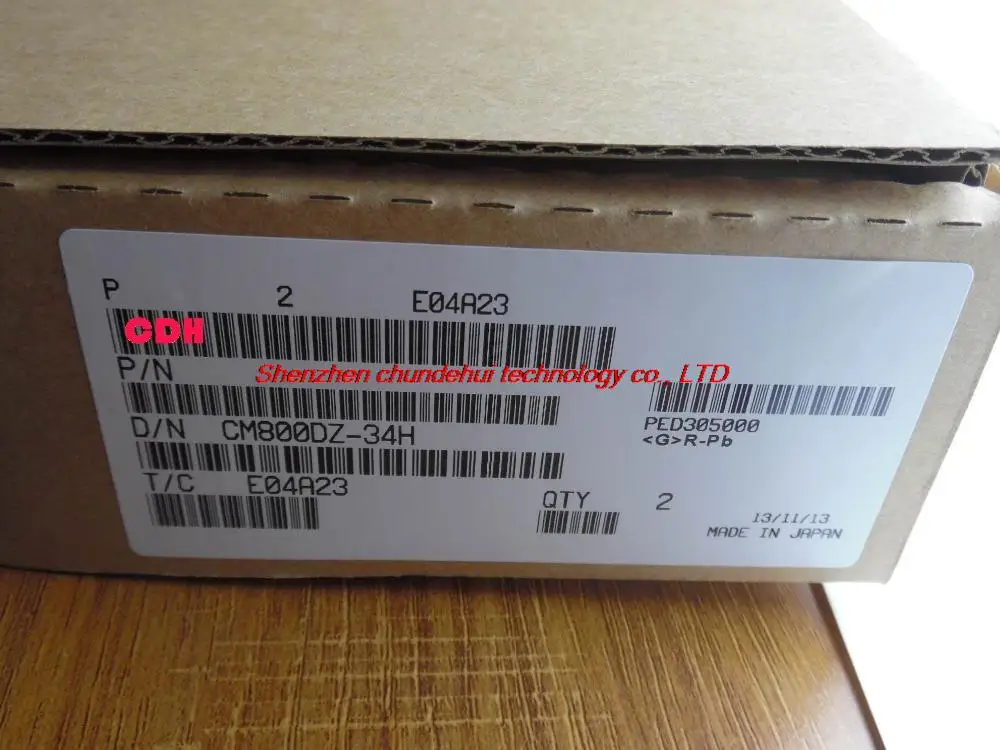 P 2 E04A23
CDH
P/N
Shenzhen chundehui technology co., LTD
D/N CM800DZ-34H
PED305000
<G>R-Pb
T/C E04A23
QTY 2
13/11/13
MADE IN JAPAN